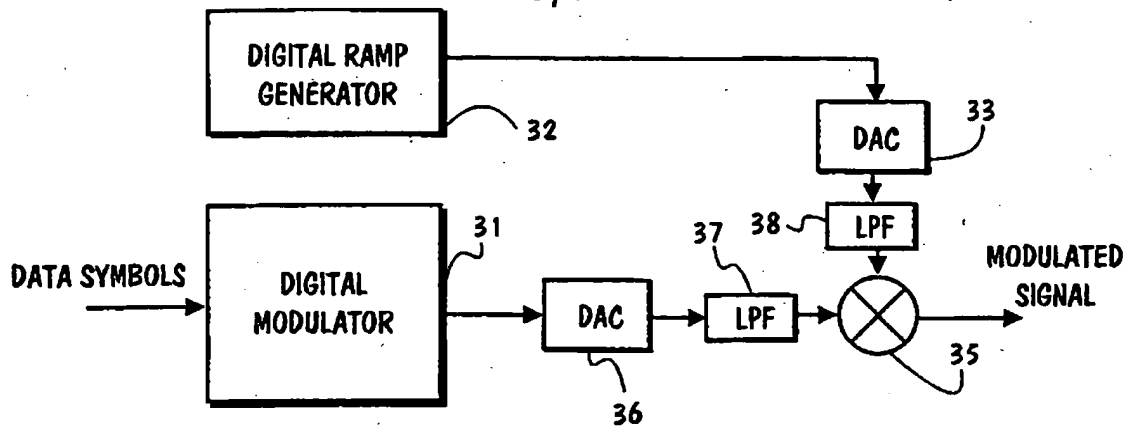 DIGITAL RAMP
GENERATOR
32
DAC
33
38
LPF
DATA SYMBOLS
DIGITAL
MODULATOR
31
DAC
36
37
LPF
35
MODULATED
SIGNAL